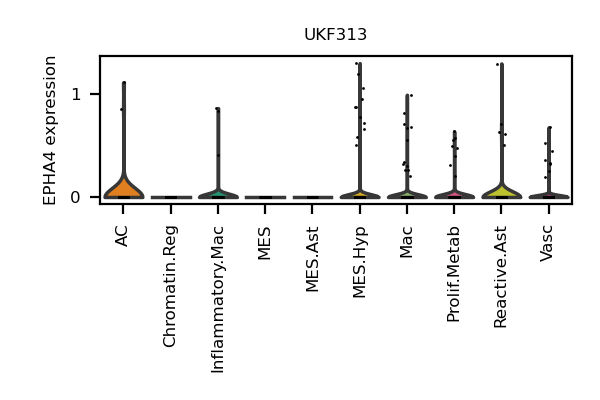 UKF313
EPHA4 expression
1
0
AC
Chromatin.Reg
Inflammatory.Mac
MES
MES.Ast
MES.Hyp
Mac
Prolif.Metab
Reactive.Ast
Vasc